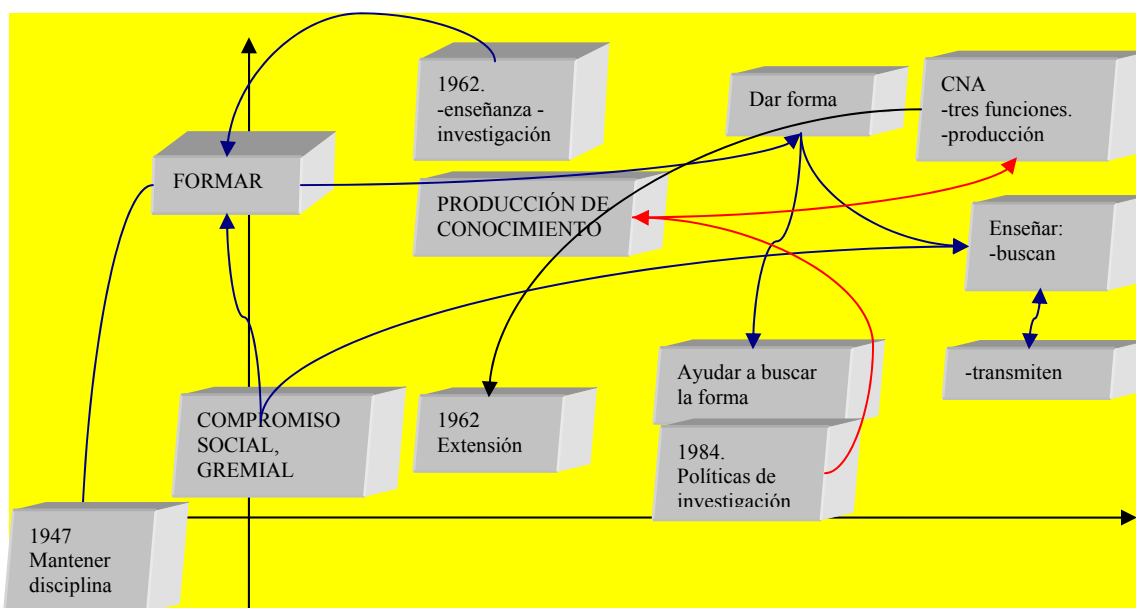 1962.
-enseñanza -
investigación
Dar forma
CNA
-tres funciones.
-producción
FORMAR
PRODUCCIÓN DE
CONOCIMIENTO
Enseñar:
-buscan
Ayudar a buscar
la forma
-transmiten
COMPROMISO
SOCIAL,
GREMIAL
1962
Extensión
1984.
Políticas de
investigación
1947
Mantener
disciplina